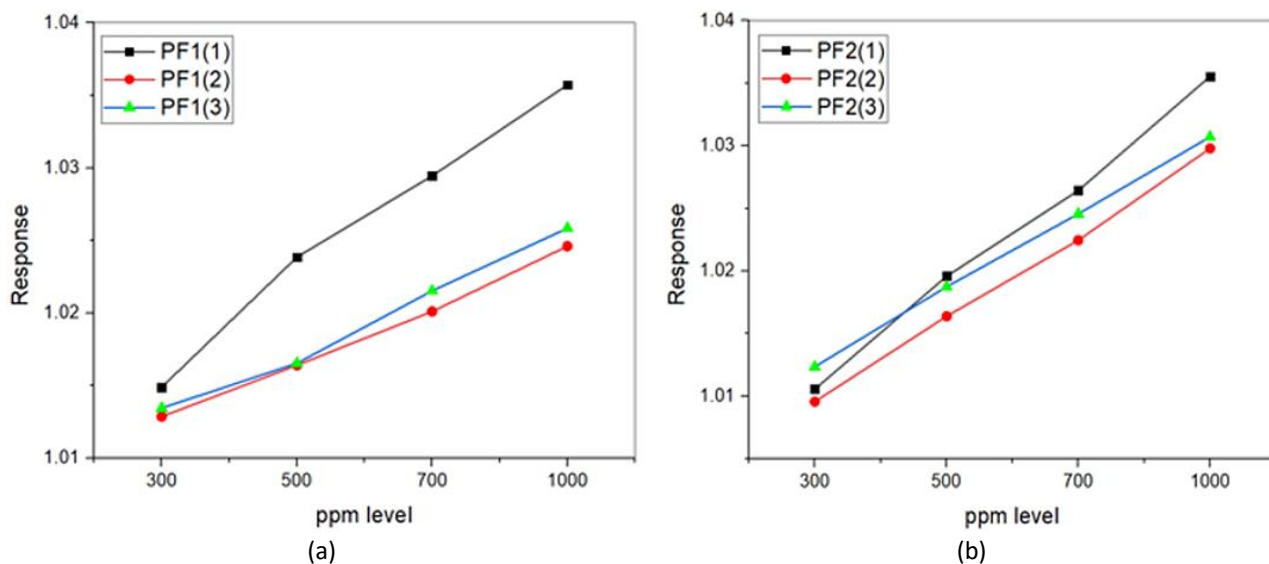 1.04
PF1(1)
PF1(2)
PF1(3)
1.03
1.02
1.01
Response
300 500 700 1000
ppm level
(a)
1.04
PF2(1)
PF2(2)
PF2(3)
1.03
1.02
1.01
Response
300 500 700 1000
ppm level
(b)